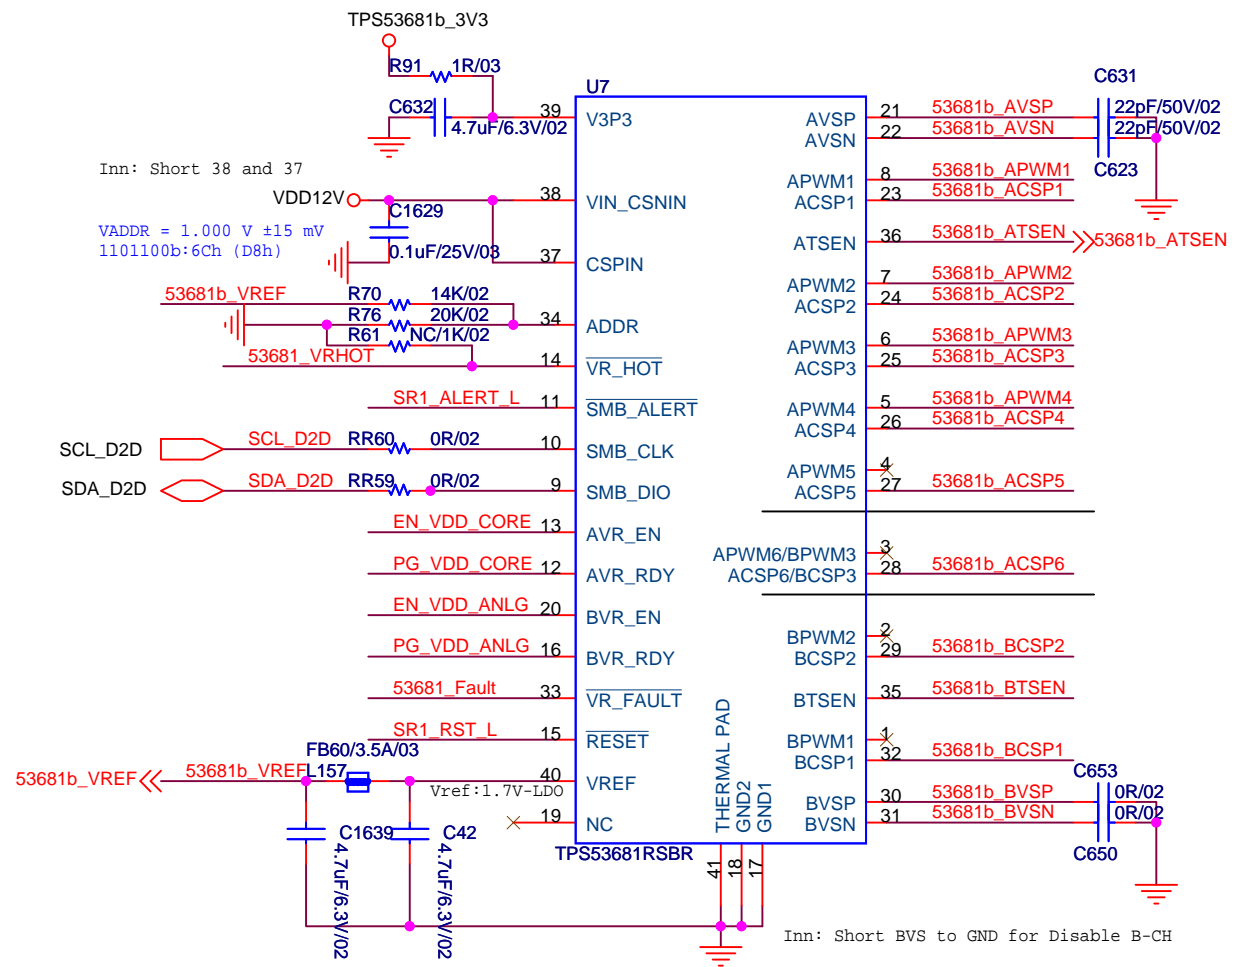 TPS53681b_3V3
R91 1R/03
C632
4.7uF/6.3V/02
Inn: Short 38 and 37
VDD12V
C1629
0.1uF/25V/03
VADDR = 1.000 V ±15 mV
1101100b:6Ch (D8h)
53681b_VREF
R70 14K/02
R76 20K/02
R61 NC/1K/02
53681_VRHOT
SR1_ALERT_L
SCL_D2D SCL_D2D RR60 0R/02
SDA_D2D SDA_D2D RR59 0R/02
EN_VDD_CORE
PG_VDD_CORE
EN_VDD_ANLG
PG_VDD_ANLG
53681_Fault
SR1_RST_L
FB60/3.5A/03
53681b_VREF 53681b_VREF L157
Vref:1.7V-LDO
C1639 C42
4.7uF/6.3V/02
4.7uF/6.3V/02
U7
39 V3P3
38 VIN_CSNIN
37 CSPIN
34 ADDR
14 VR_HOT
11 SMB_ALERT
10 SMB_CLK
9 SMB_DIO
13 AVR_EN
12 AVR_RDY
20 BVR_EN
16 BVR_RDY
33 VR_FAULT
15 RESET
40 VREF
19 NC
TPS53681RSBR
THERMAL PAD 41
GND2 18
GND1 17
AVSP 21 53681b_AVSP
AVSN 22 53681b_AVSN
APWM1 8 53681b_APWM1
ACSP1 23 53681b_ACSP1
ATSEN 36 53681b_ATSEN 53681b_ATSEN
APWM2 7 53681b_APWM2
ACSP2 24 53681b_ACSP2
APWM3 6 53681b_APWM3
ACSP3 25 53681b_ACSP3
APWM4 5 53681b_APWM4
ACSP4 26 53681b_ACSP4
APWM5 4
ACSP5 27 53681b_ACSP5
APWM6/BPWM3 3
ACSP6/BCSP3 28 53681b_ACSP6
BPWM2 2
BCSP2 29 53681b_BCSP2
BTSEN 35 53681b_BTSEN
BPWM1 1
BCSP1 32 53681b_BCSP1
BVSP 30 53681b_BVSP
BVSN 31 53681b_BVSN
C631
22pF/50V/02
22pF/50V/02
C623
C653
0R/02
0R/02
C650
Inn: Short BVS to GND for Disable B-CH